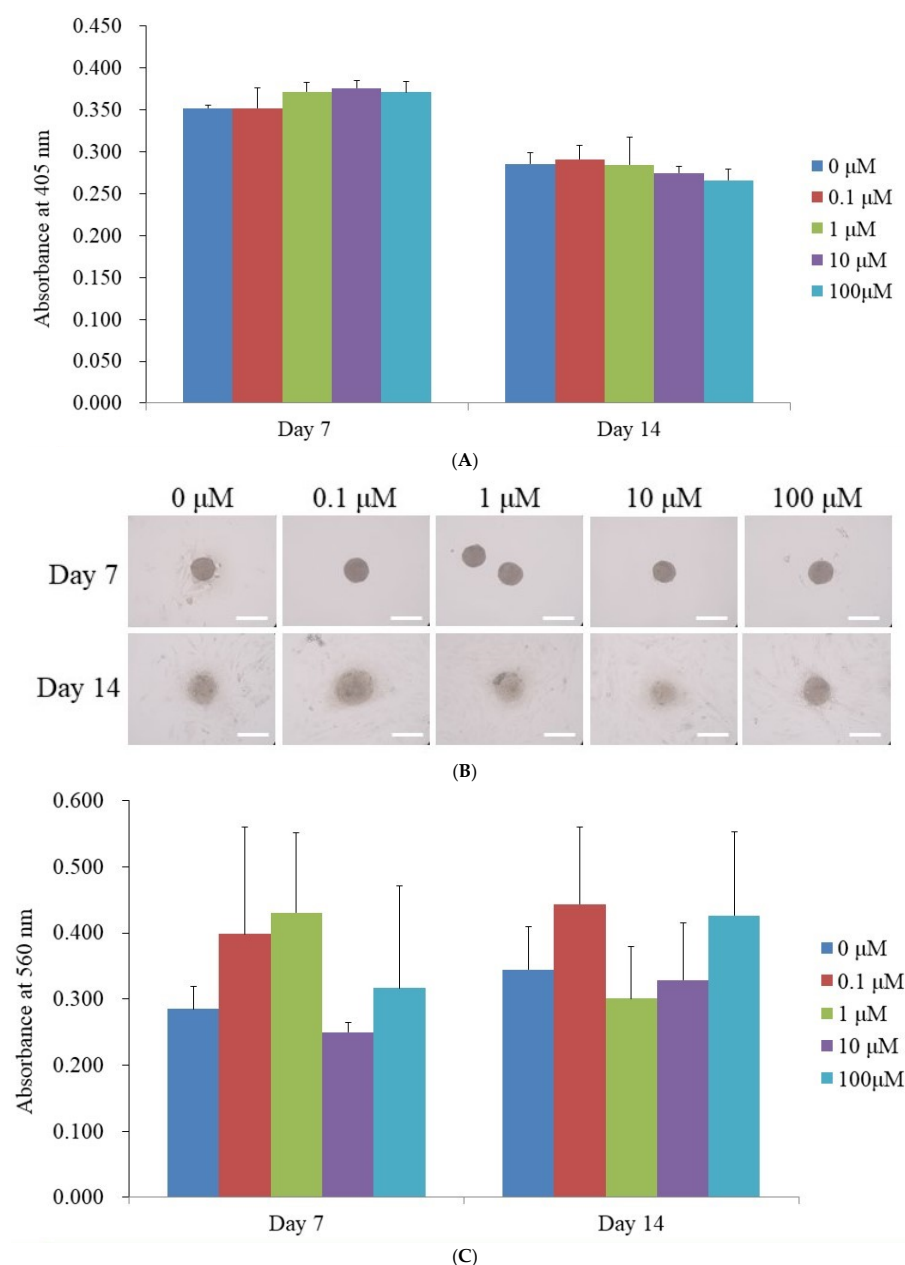 0.450
0.400
0.350
0.300
0.250
0.200
0.150
0.100
0.050
0.000
Absorbance at 405 nm
Day 7
Day 14
0 µM
0.1 µM
1 µM
10 µM
100µM
(A)
0 µM 0.1 µM 1 µM 10 µM 100 µM
Day 7
Day 14
(B)
0.600
0.500
0.400
0.300
0.200
0.100
0.000
Absorbance at 560 nm
Day 7
Day 14
0 µM
0.1 µM
1 µM
10 µM
100µM
(C)